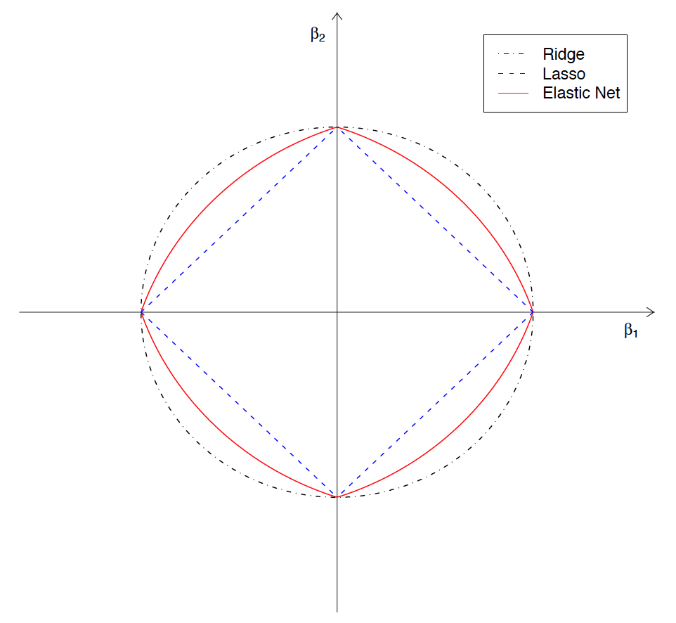 β₂
Ridge
Lasso
Elastic Net
β₁